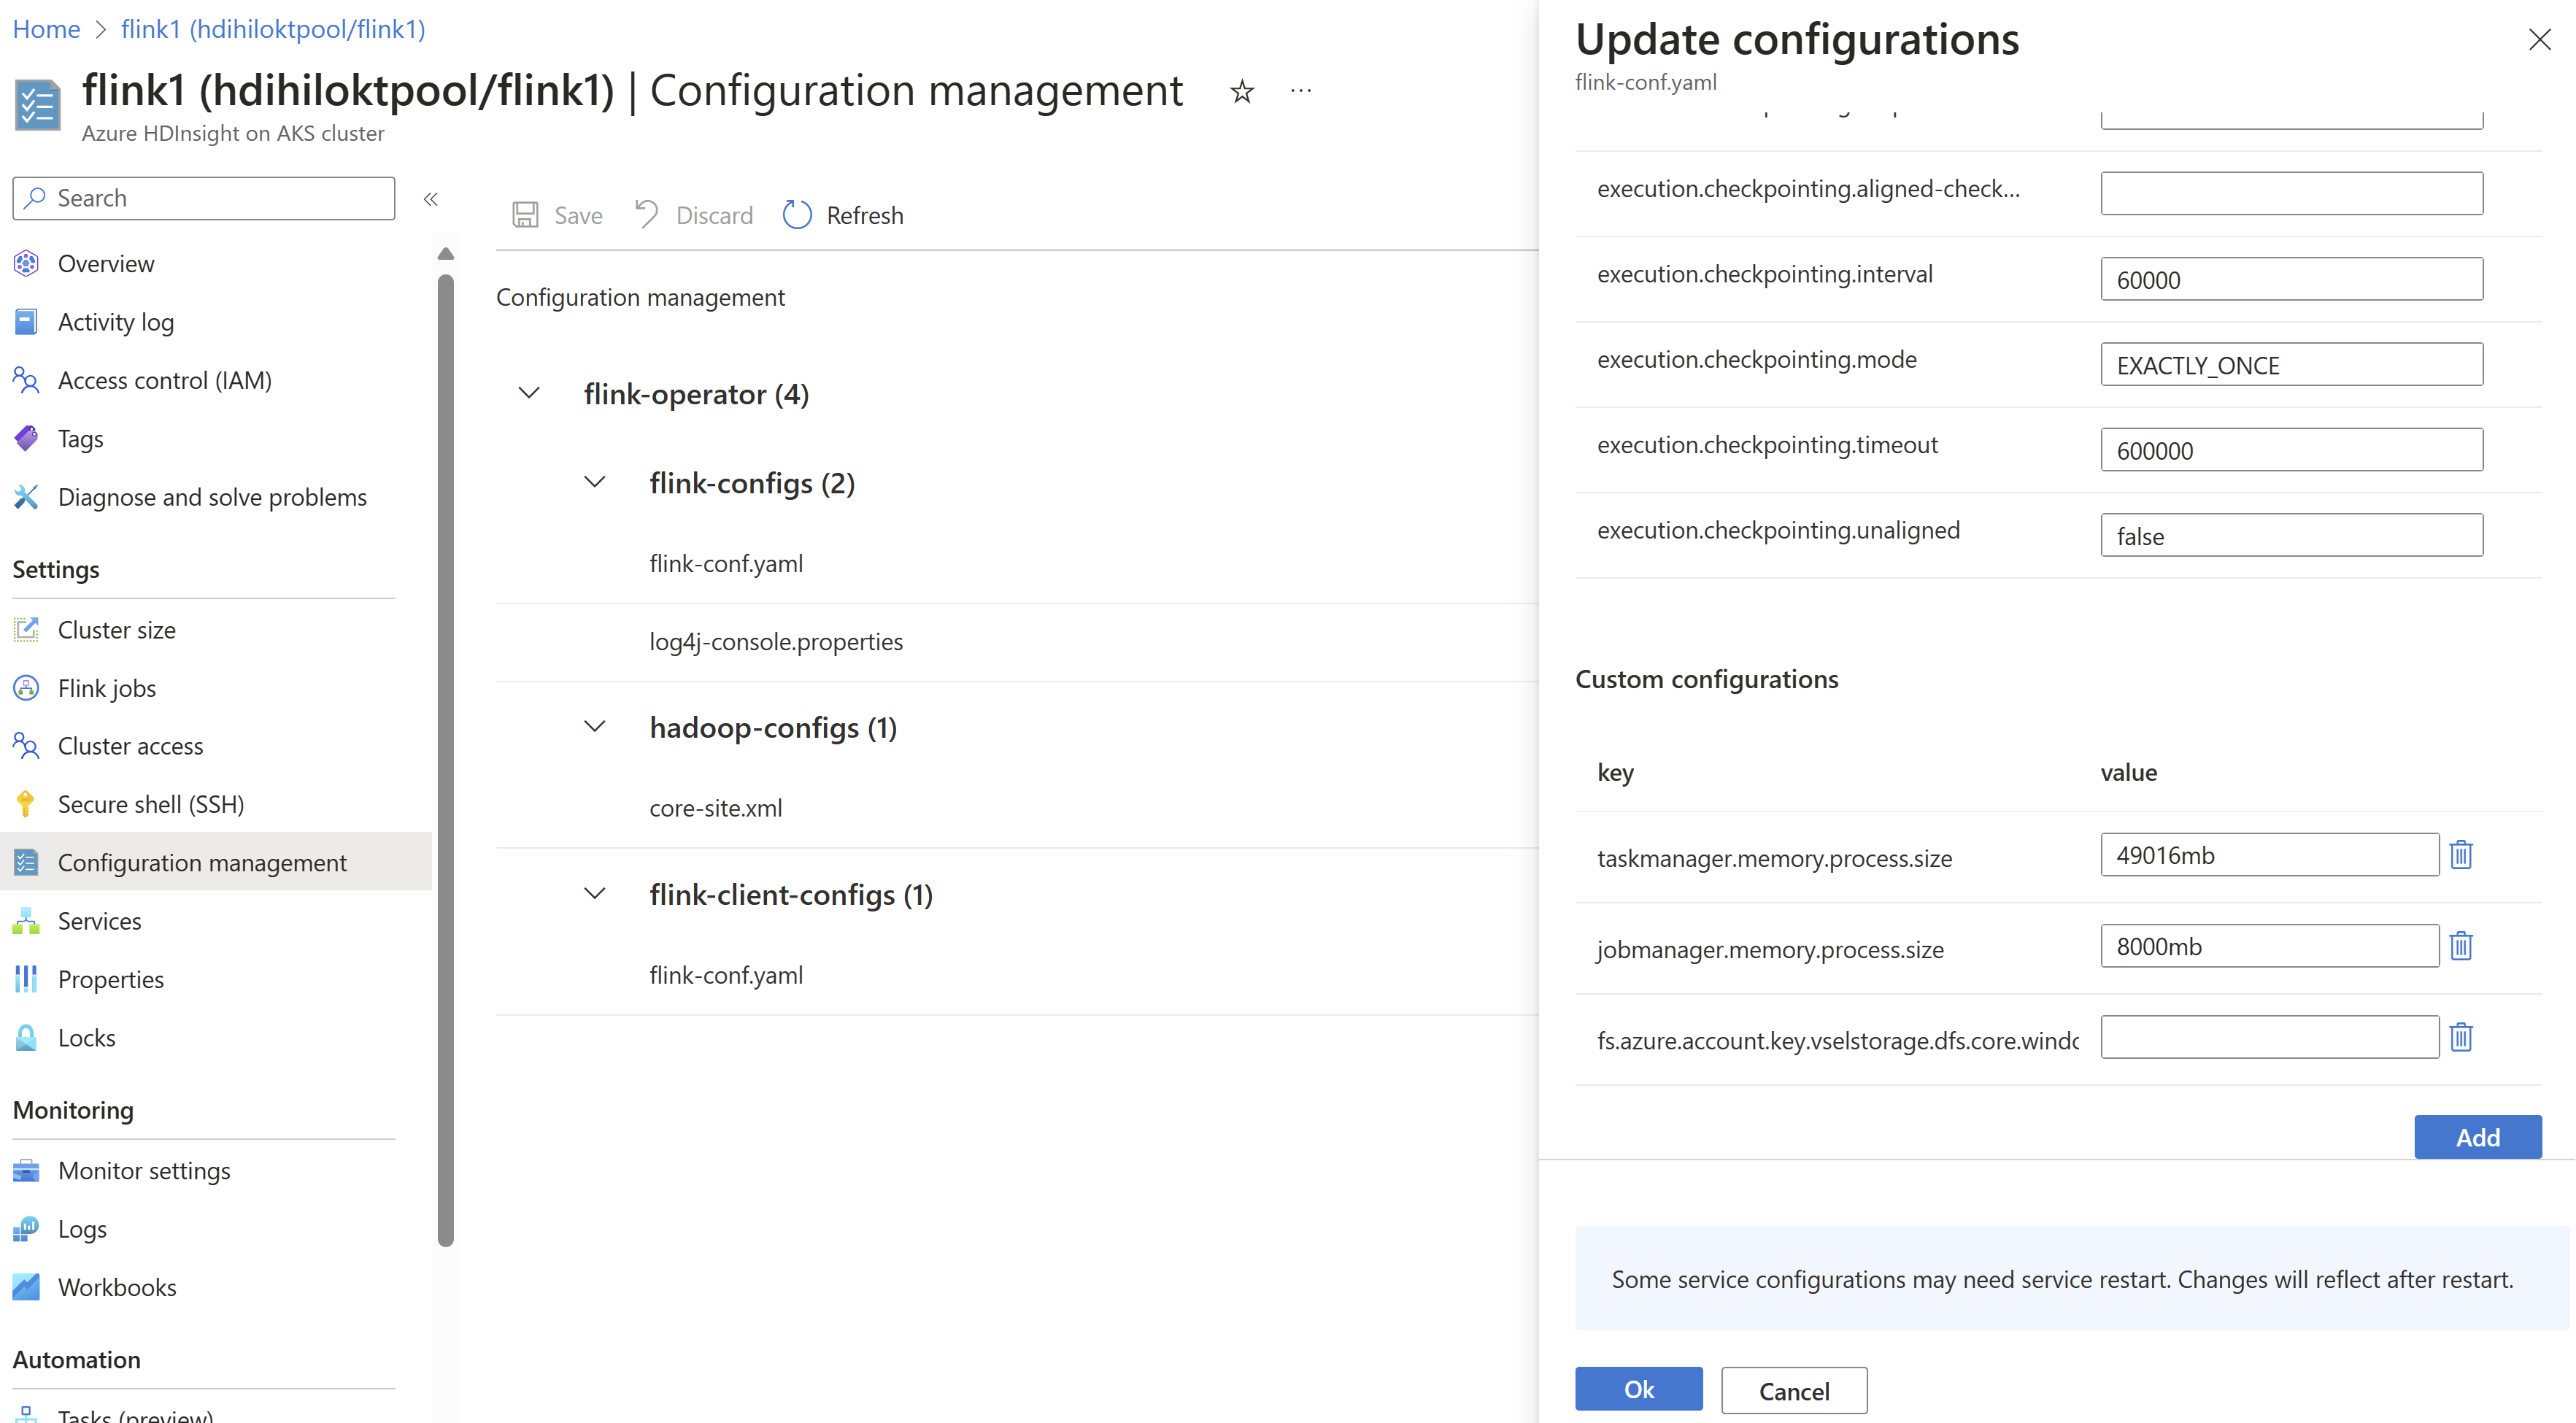 Home > flink1 (hdihiloktpool/flink1)
flink1 (hdihiloktpool/flink1) | Configuration management
Azure HDInsight on AKS cluster
Search
Overview
Activity log
Access control (IAM)
Tags
Diagnose and solve problems
Settings
Cluster size
Flink jobs
Cluster access
Secure shell (SSH)
Configuration management
Services
Properties
Locks
Monitoring
Monitor settings
Logs
Workbooks
Automation
Tasks (preview)
Save Discard Refresh
Configuration management
flink-operator (4)
flink-configs (2)
flink-conf.yaml
log4j-console.properties
hadoop-configs (1)
core-site.xml
flink-client-configs (1)
flink-conf.yaml
Update configurations
flink-conf.yaml
execution.checkpointing.aligned-check...
execution.checkpointing.interval 60000
execution.checkpointing.mode EXACTLY_ONCE
execution.checkpointing.timeout 600000
execution.checkpointing.unaligned false
Custom configurations
key value
taskmanager.memory.process.size 49016mb
jobmanager.memory.process.size 8000mb
fs.azure.account.key.vselstorage.dfs.core.windc
Add
Some service configurations may need service restart. Changes will reflect after restart.
Ok Cancel